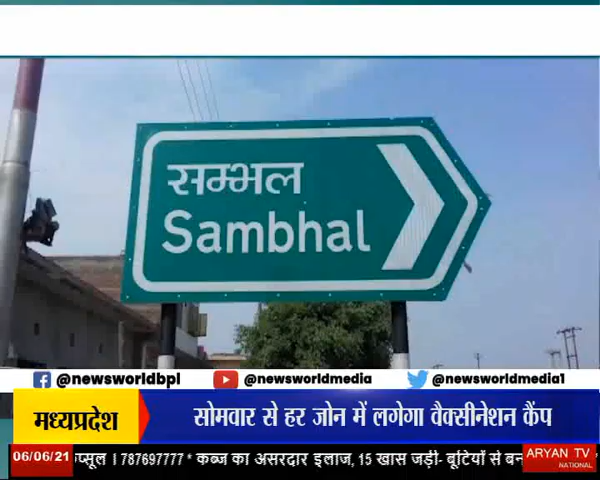 सम्भल
Sambhal
@newsworldbpl @newsworldmedia @newsworldmedia1
मध्यप्रदेश सोमवार से हर जोन में लगेगा वैक्सीनेशन कैंप
06/06/21 प्सूल । 787697777 * कब्ज का असरदार इलाज, 15 खास जड़ी- बूटियों से बन ARYAN TV
NATIONAL